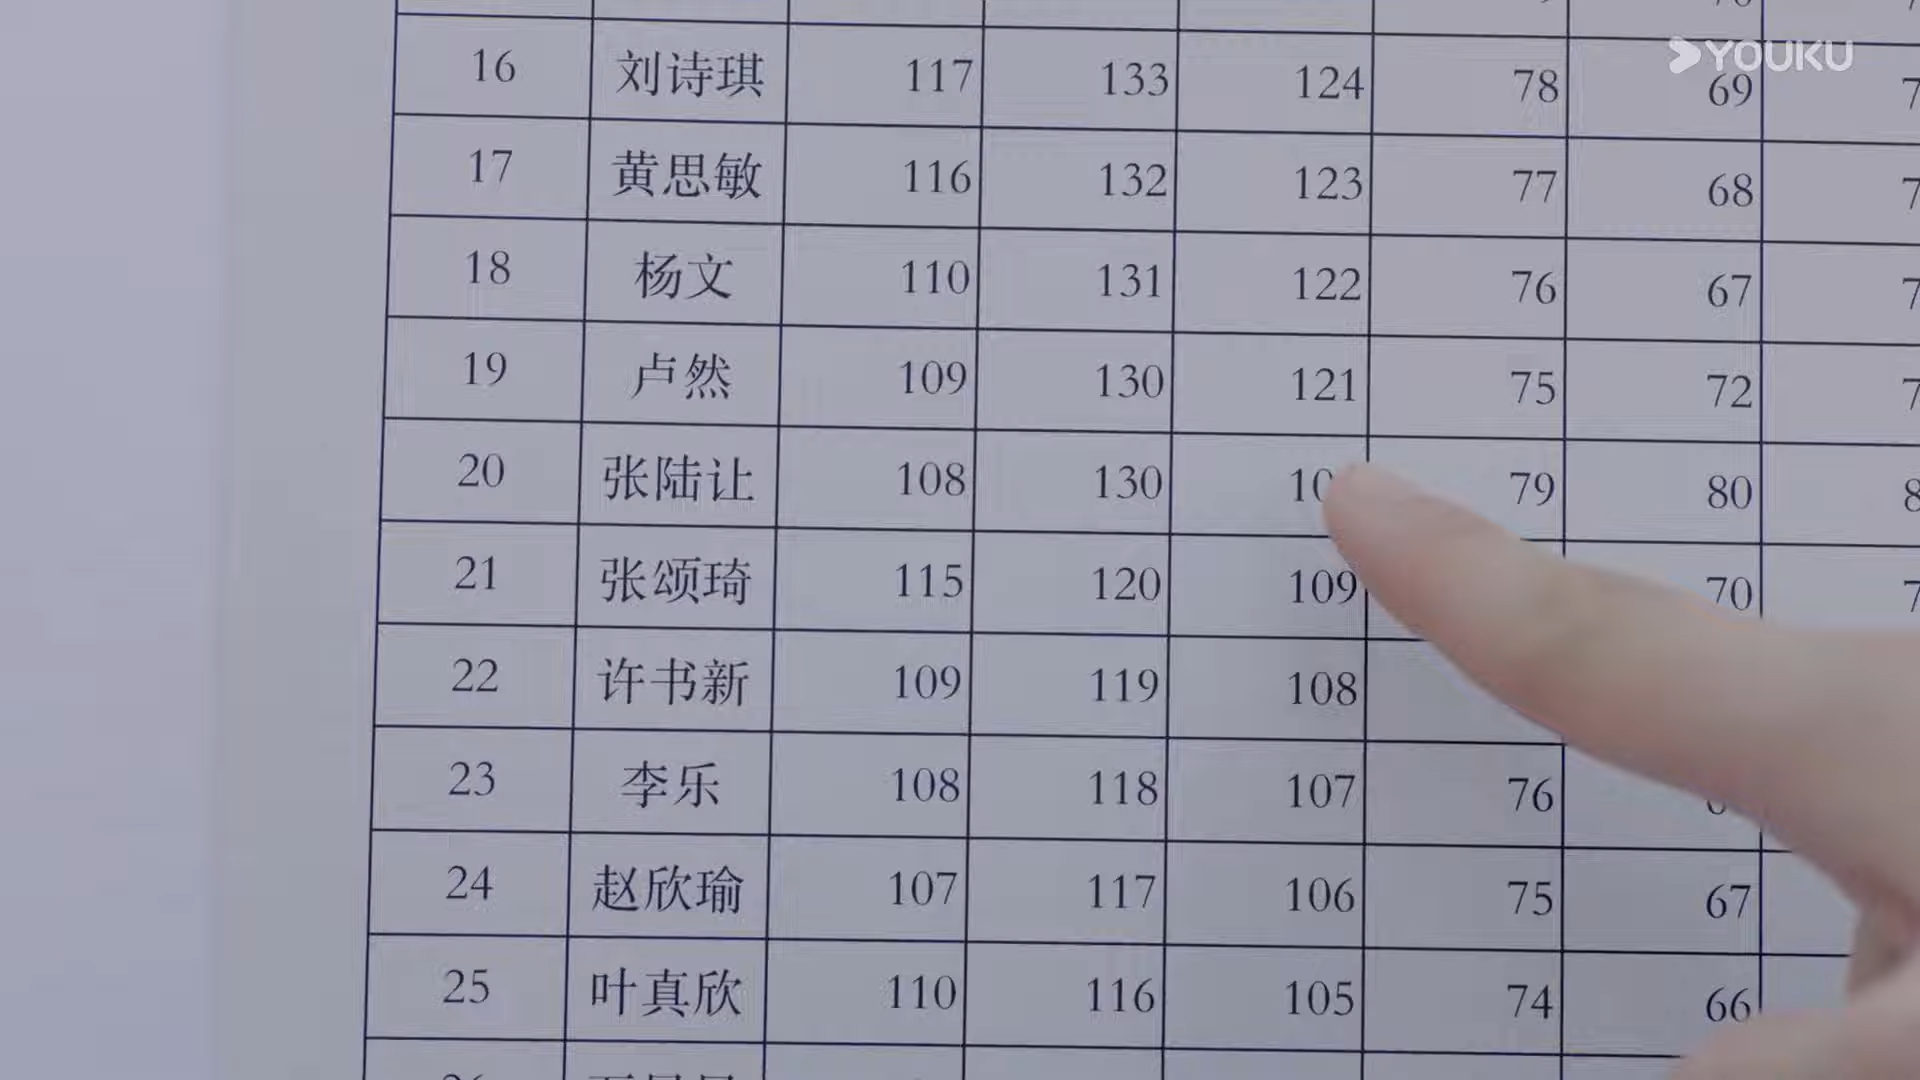 YOUKU
16 刘诗琪 117 133 124 78 69
17 黄思敏 116 132 123 77 68
18 杨文 110 131 122 76 67
19 卢然 109 130 121 75 72
20 张陆让 108 130 79 80
21 张颂琦 115 120 109 70
22 许书新 109 119 108
23 李乐 108 118 107 76
24 赵欣瑜 107 117 106 75 67
25 叶真欣 110 116 105 74 66